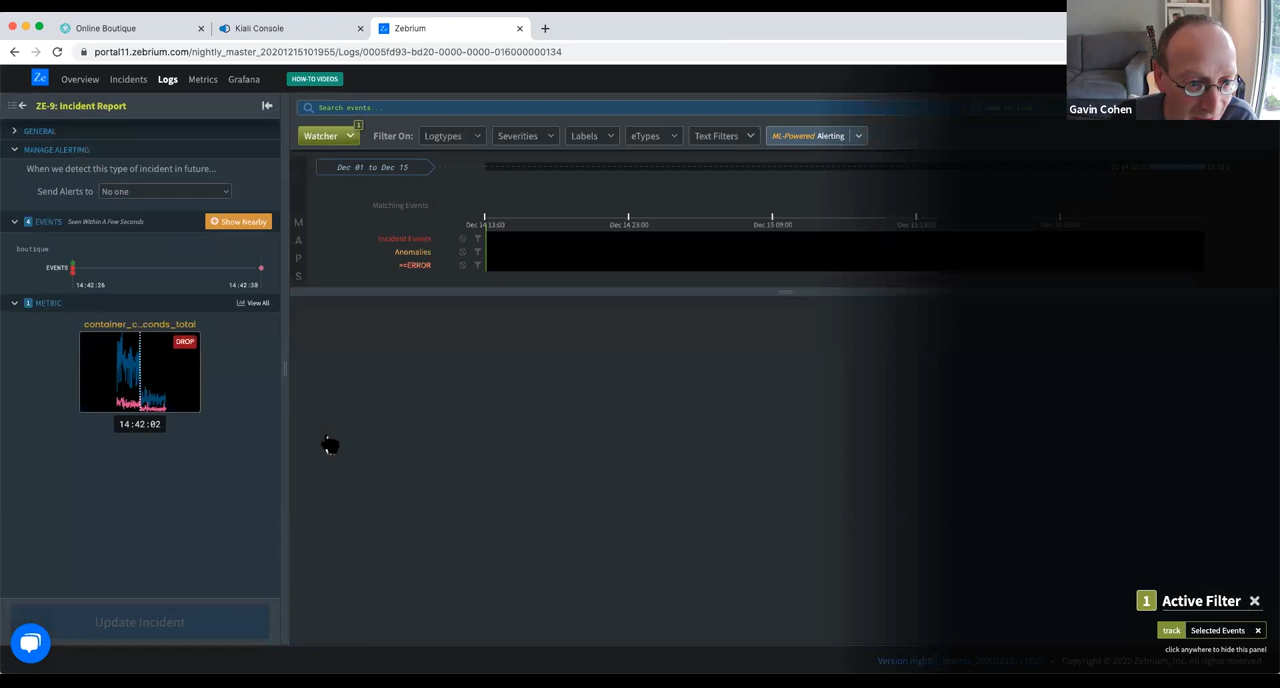 Online Boutique
Kiali Console
Zebrium
portal11.zebrium.com/nightly_master_20201215101955/Logs/0005fd93-bd20-0000-0000-016000000134
Gavin Cohen
Ze
Overview
Incidents
Logs
Metrics
Grafana
HOW-TO VIDEOS
ZE-9: Incident Report
Search events...
GENERAL
Watcher
1
Filter On:
Logtypes
Severities
Labels
eTypes
Text Filters
ML-Powered Alerting
MANAGE ALERTING
When we detect this type of incident in future...
Send Alerts to
No one
Dec 01 to Dec 15
4 EVENTS Seen Within A Few Seconds
Show Nearby
MAPS
Matching Events
Dec 14 13:00
Dec 14 23:00
Dec 15 09:00
boutique
EVENTS
14:42:26
14:42:30
Incident Events
Anomalies
>=ERROR
1 METRIC
View All
container_c..conds_total
DROP
14:42:02
Update Incident
1 Active Filter
track Selected Events
click anywhere to hide this panel